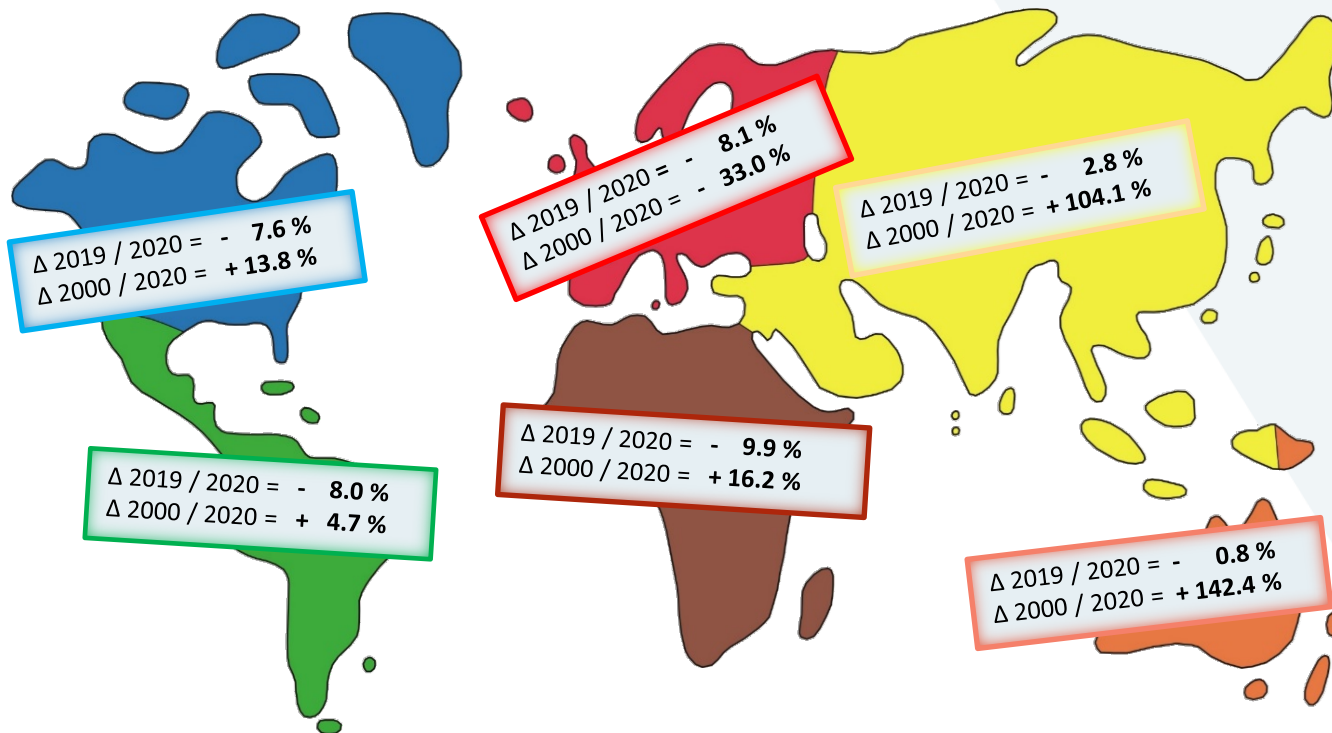 Δ 2019 / 2020 = - 7.6 %
Δ 2000 / 2020 = + 13.8 %
Δ 2019 / 2020 = - 8.1 %
Δ 2000 / 2020 = - 33.0 %
Δ 2019 / 2020 = - 2.8 %
Δ 2000 / 2020 = + 104.1 %
Δ 2019 / 2020 = - 8.0 %
Δ 2000 / 2020 = + 4.7 %
Δ 2019 / 2020 = - 9.9 %
Δ 2000 / 2020 = + 16.2 %
Δ 2019 / 2020 = - 0.8 %
Δ 2000 / 2020 = + 142.4 %